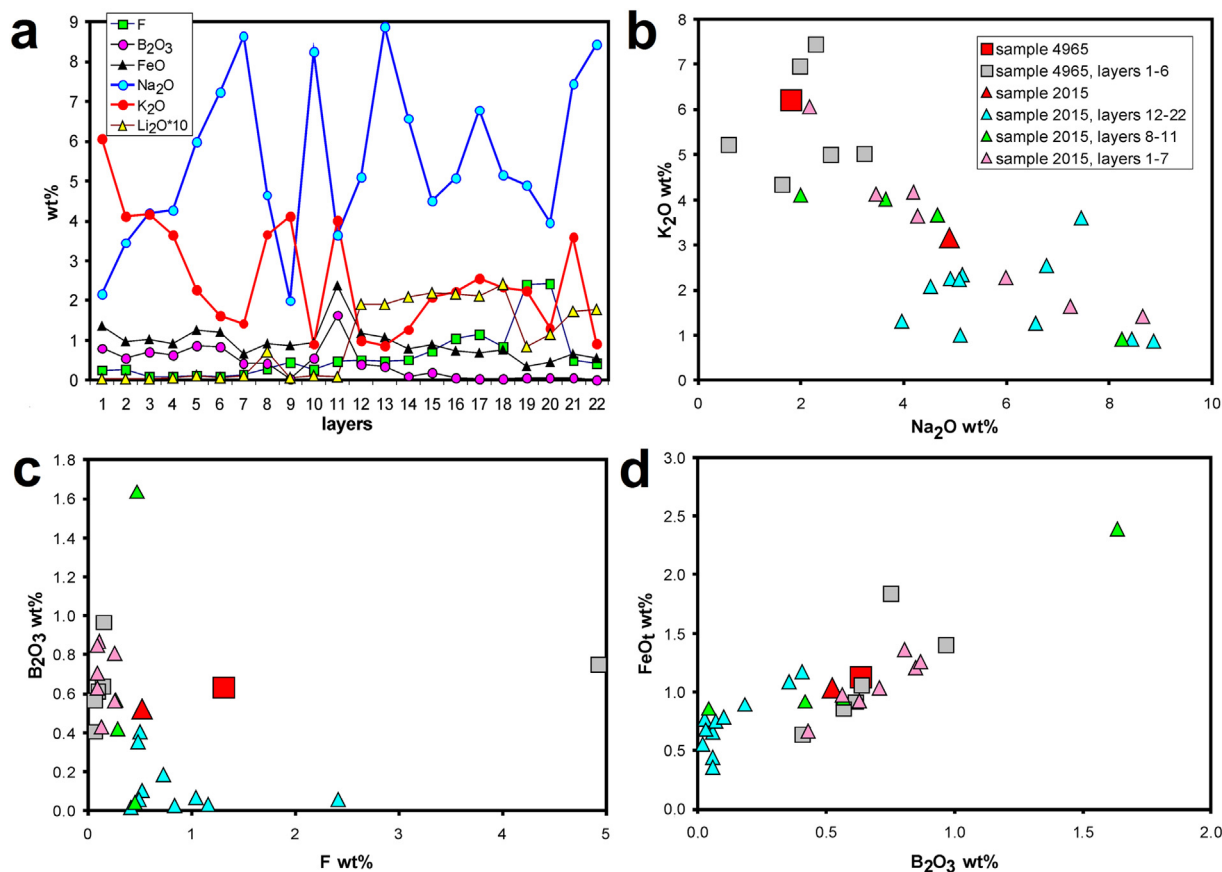 a
9
8
7
6
5
4
3
2
1
0
wt%
F
B₂O₃
FeO
Na₂O
K₂O
Li₂O*10
1 2 3 4 5 6 7 8 9 10 11 12 13 14 15 16 17 18 19 20 21 22
layers
b
8
7
6
5
4
3
2
1
0
K₂O wt%
sample 4965
sample 4965, layers 1-6
sample 2015
sample 2015, layers 12-22
sample 2015, layers 8-11
sample 2015, layers 1-7
0 2 4 6 8 10
Na₂O wt%
c
1.8
1.6
1.4
1.2
1.0
0.8
0.6
0.4
0.2
0.0
B₂O₃ wt%
0 1 2 3 4 5
F wt%
d
3.0
2.5
2.0
1.5
1.0
0.5
0.0
FeOₜ wt%
0.0 0.5 1.0 1.5 2.0
B₂O₃ wt%